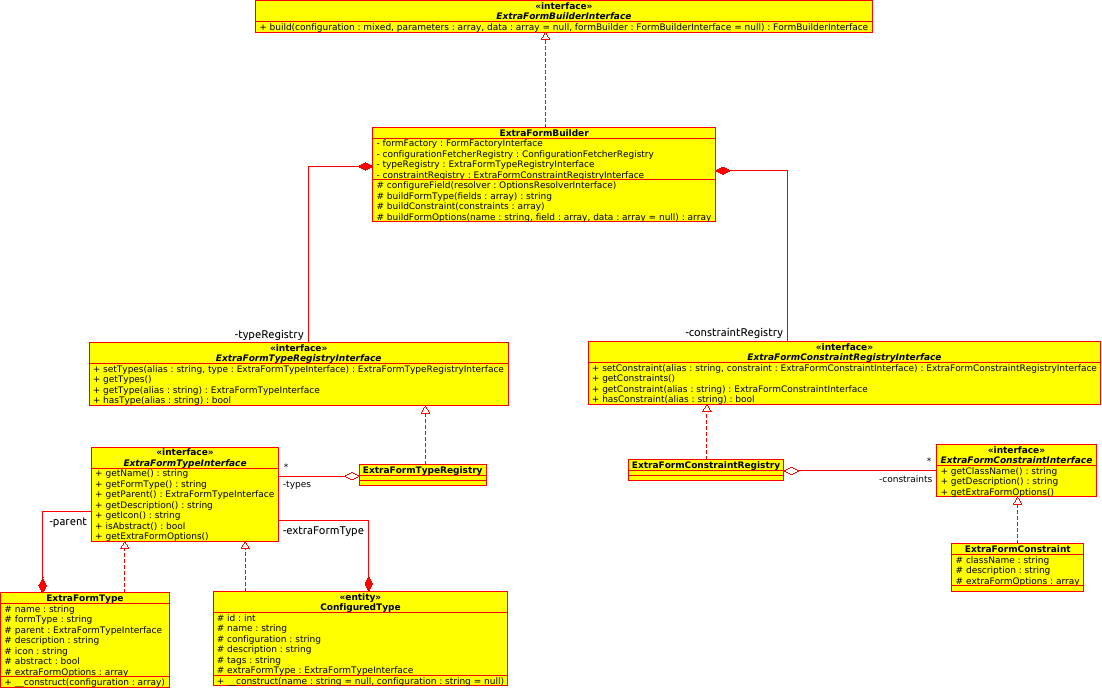 «interface»
ExtraFormBuilderInterface
+ build(configuration : mixed, parameters : array, data : array = null, formBuilder : FormBuilderInterface = null) : FormBuilderInterface
ExtraFormBuilder
- formFactory : FormFactoryInterface
- configurationFetcherRegistry : ConfigurationFetcherRegistry
- typeRegistry : ExtraFormTypeRegistryInterface
- constraintRegistry : ExtraFormConstraintRegistryInterface
# configureField(resolver : OptionsResolverInterface)
# buildFormType(fields : array) : string
# buildConstraint(constraints : array)
# buildFormOptions(name : string, field : array, data : array = null) : array
-typeRegistry
-constraintRegistry
«interface»
ExtraFormTypeRegistryInterface
+ setTypes(alias : string, type : ExtraFormTypeInterface) : ExtraFormTypeRegistryInterface
+ getTypes()
+ getType(alias : string) : ExtraFormTypeInterface
+ hasType(alias : string) : bool
«interface»
ExtraFormConstraintRegistryInterface
+ setConstraint(alias : string, constraint : ExtraFormConstraintInterface) : ExtraFormConstraintRegistryInterface
+ getConstraints()
+ getConstraint(alias : string) : ExtraFormConstraintInterface
+ hasConstraint(alias : string) : bool
«interface»
ExtraFormTypeInterface
+ getName() : string
+ getFormType() : string
+ getParent() : ExtraFormTypeInterface
+ getDescription() : string
+ getIcon() : string
+ isAbstract() : bool
+ getExtraFormOptions()
*
-types
ExtraFormTypeRegistry
ExtraFormConstraintRegistry
*
-constraints
«interface»
ExtraFormConstraintInterface
+ getClassName() : string
+ getDescription() : string
+ getExtraFormOptions()
-parent
-extraFormType
ExtraFormConstraint
# className : string
# description : string
# extraFormOptions : array
ExtraFormType
# name : string
# formType : string
# parent : ExtraFormTypeInterface
# description : string
# icon : string
# abstract : bool
# extraFormOptions : array
+ __construct(configuration : array)
«entity»
ConfiguredType
# id : int
# name : string
# configuration : string
# description : string
# tags : string
# extraFormType : ExtraFormTypeInterface
+ __construct(name : string = null, configuration : string = null)